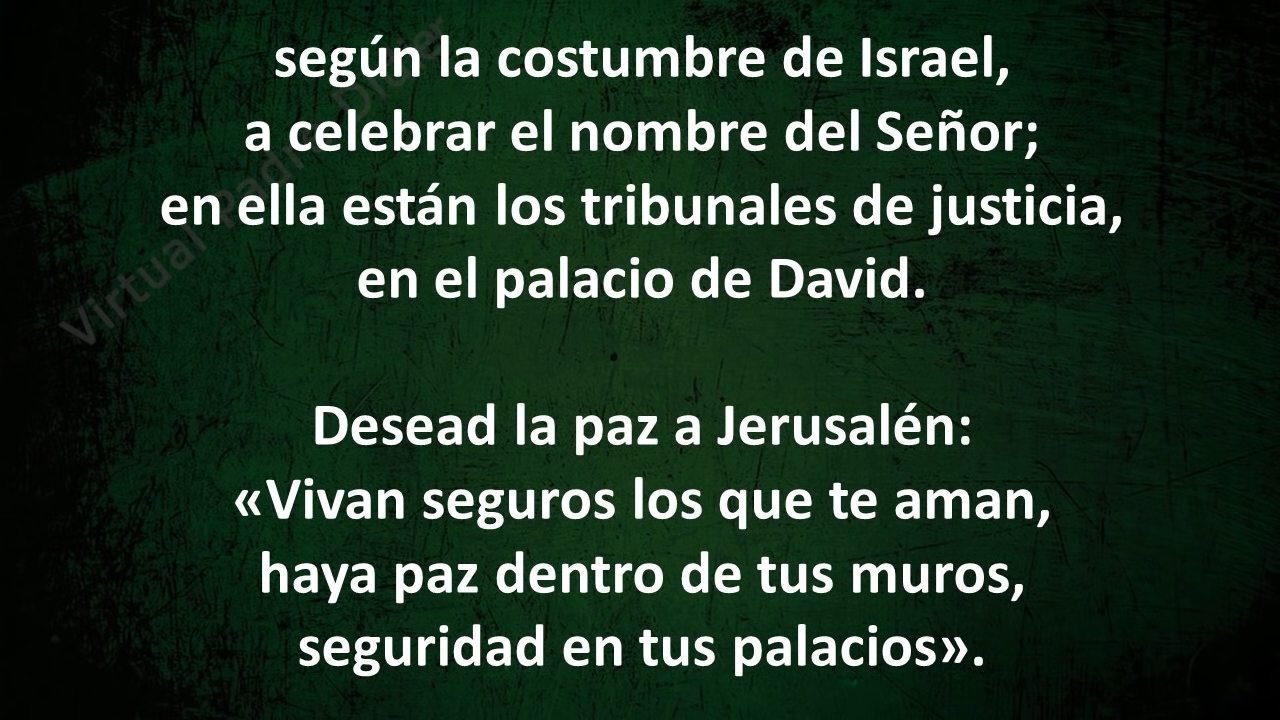 según la costumbre de Israel,
a celebrar el nombre del Señor;
en ella están los tribunales de justicia,
en el palacio de David.
Desead la paz a Jerusalén:
«Vivan seguros los que te aman,
haya paz dentro de tus muros,
seguridad en tus palacios».
Virtual